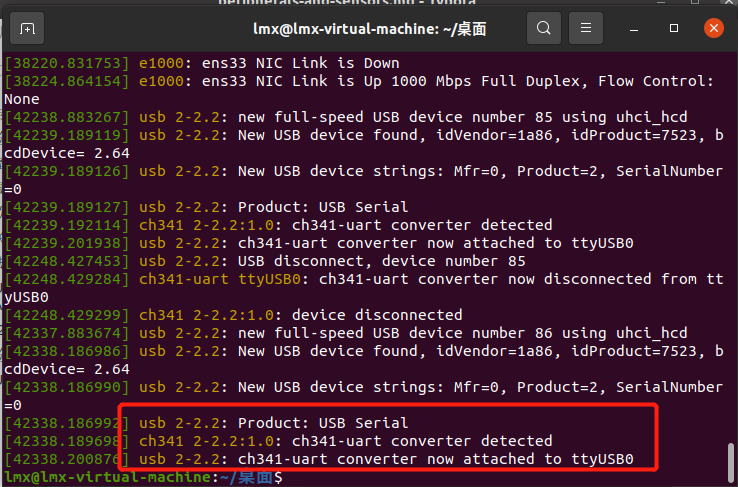 peripherals-and-sensors.md - Typora
lmx@lmx-virtual-machine: ~/桌面
[38220.831753] e1000: ens33 NIC Link is Down
[38224.864154] e1000: ens33 NIC Link is Up 1000 Mbps Full Duplex, Flow Control:
None
[42238.883267] usb 2-2.2: new full-speed USB device number 85 using uhci_hcd
[42239.189119] usb 2-2.2: New USB device found, idVendor=1a86, idProduct=7523, b
cdDevice= 2.64
[42239.189126] usb 2-2.2: New USB device strings: Mfr=0, Product=2, SerialNumber
=0
[42239.189127] usb 2-2.2: Product: USB Serial
[42239.192114] ch341 2-2.2:1.0: ch341-uart converter detected
[42239.201938] usb 2-2.2: ch341-uart converter now attached to ttyUSB0
[42248.427453] usb 2-2.2: USB disconnect, device number 85
[42248.429284] ch341-uart ttyUSB0: ch341-uart converter now disconnected from tt
yUSB0
[42248.429299] ch341 2-2.2:1.0: device disconnected
[42337.883674] usb 2-2.2: new full-speed USB device number 86 using uhci_hcd
[42338.186986] usb 2-2.2: New USB device found, idVendor=1a86, idProduct=7523, b
cdDevice= 2.64
[42338.186990] usb 2-2.2: New USB device strings: Mfr=0, Product=2, SerialNumber
=0
[42338.186992] usb 2-2.2: Product: USB Serial
[42338.189698] ch341 2-2.2:1.0: ch341-uart converter detected
[42338.200876] usb 2-2.2: ch341-uart converter now attached to ttyUSB0
lmx@lmx-virtual-machine:~/桌面$